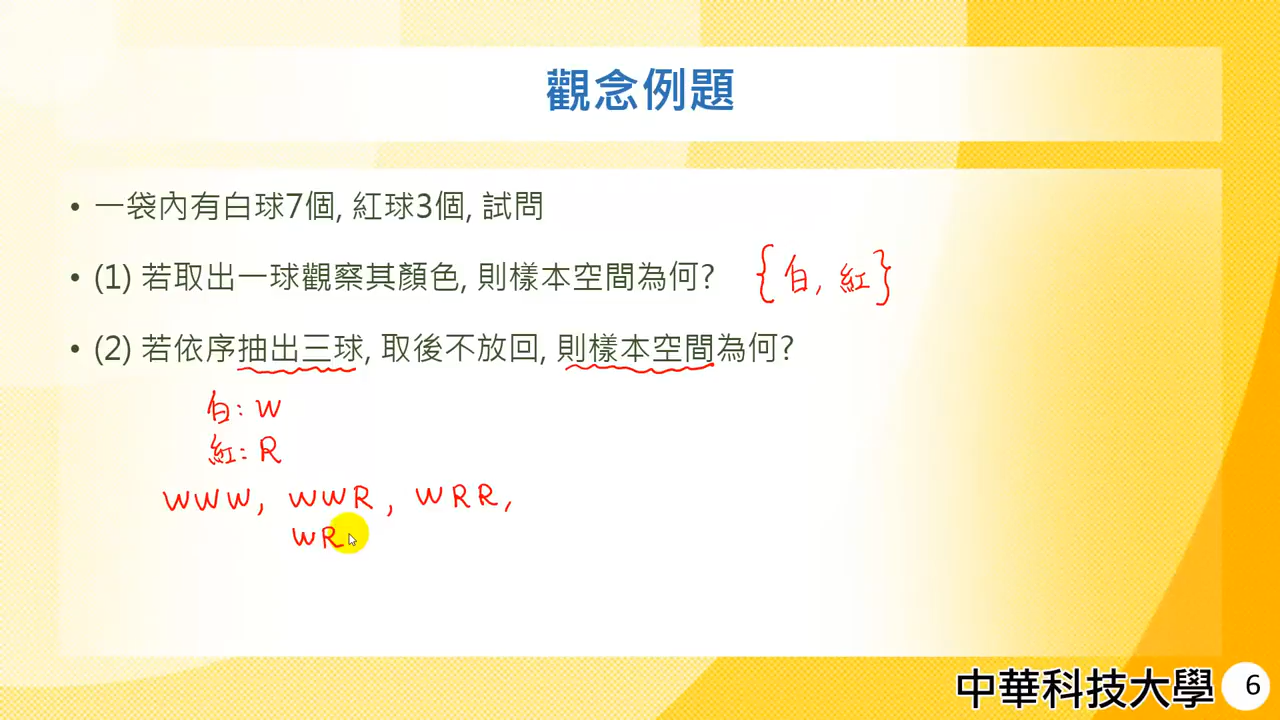 觀念例題
• 一袋內有白球7個, 紅球3個, 試問
• (1) 若取出一球觀察其顏色, 則樣本空間為何? {白, 紅}
• (2) 若依序抽出三球, 取後不放回, 則樣本空間為何?
白: W
紅: R
WWW, WWR, WRR,
WR
中華科技大學 6